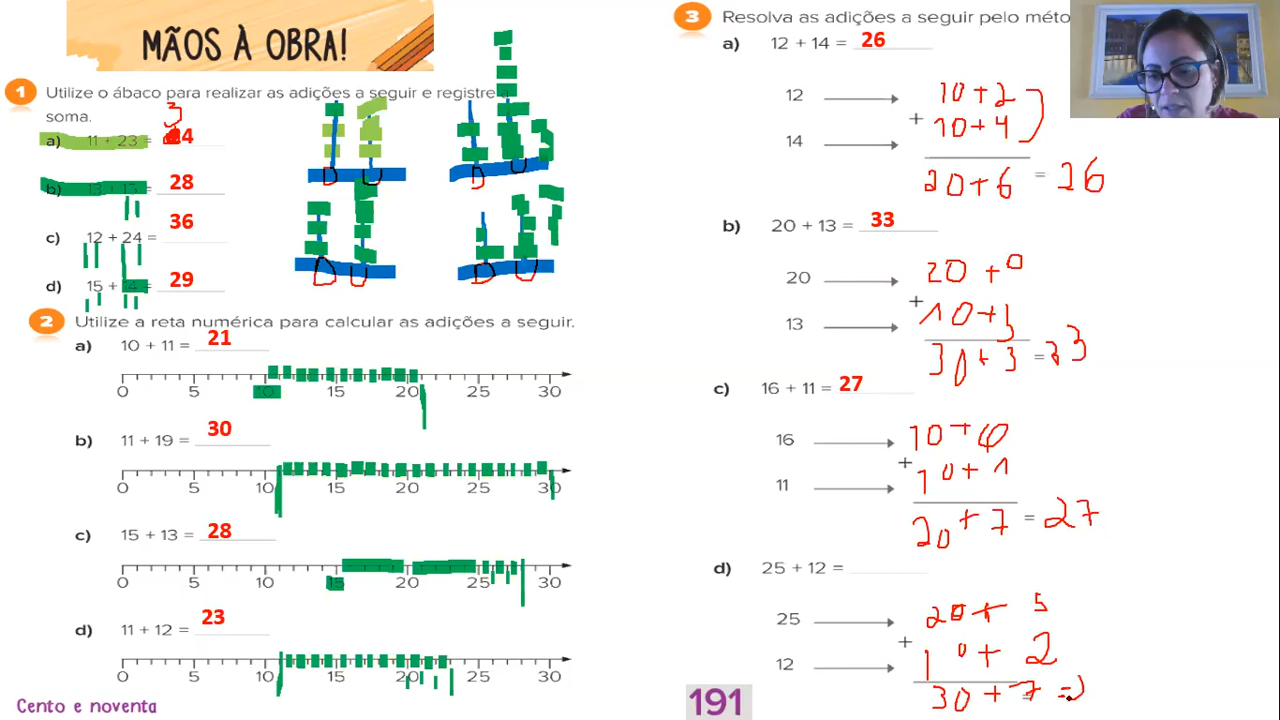 MÃOS À OBRA!
1 Utilize o ábaco para realizar as adições a seguir e registre a
soma.
3
a) 11 + 23 = 4
b) 13 + 15 = 28
c) 12 + 24 = 36
d) 15 + 14 = 29
D U
D U
D U
D U
2 Utilize a reta numérica para calcular as adições a seguir.
a) 10 + 11 = 21
0 5 10 15 20 25 30
b) 11 + 19 = 30
0 5 10 15 20 25 30
c) 15 + 13 = 28
0 5 10 15 20 25 30
d) 11 + 12 = 23
0 5 10 15 20 25 30
Cento e noventa
3 Resolva as adições a seguir pelo méto
a) 12 + 14 = 26
12 10 + 2
+
14 10 + 4
20 + 6 = 26
b) 20 + 13 = 33
20 20 + 0
+
13 10 + 3
30 + 3 = 33
c) 16 + 11 = 27
16 10 + 6
+
11 10 + 1
20 + 7 = 27
d) 25 + 12 =
25 20 + 5
+
12 10 + 2
30 + 7 =
191